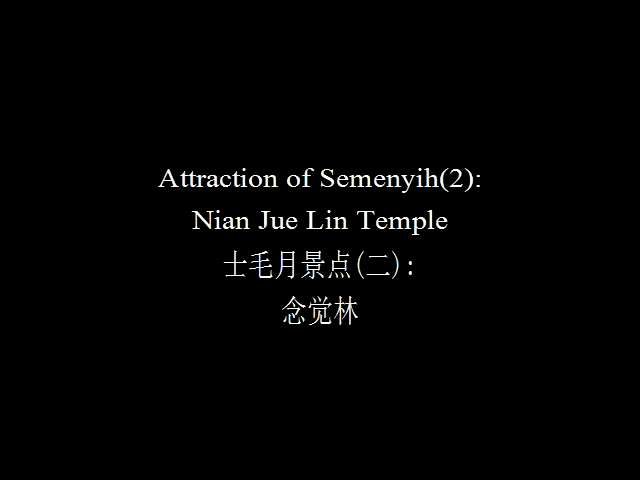 Attraction of Semenyih(2):
Nian Jue Lin Temple
士毛月景点(二):
念觉林